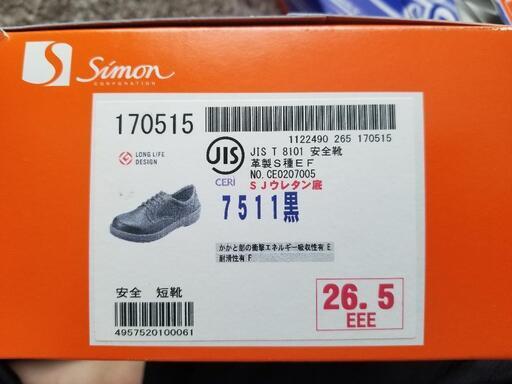 Simon
CORPORATION
170515
JIS
CERI
1122490 265 170515
JIS T 8101 安全靴
革製S種EF
NO. CE0207005
SJウレタン底
7511黒
LONG LIFE
DESIGN
かかと部の衝撃エネルギー吸収性有 E
耐滑性有 F
安全 短靴
4957520100061
26.5
EEE